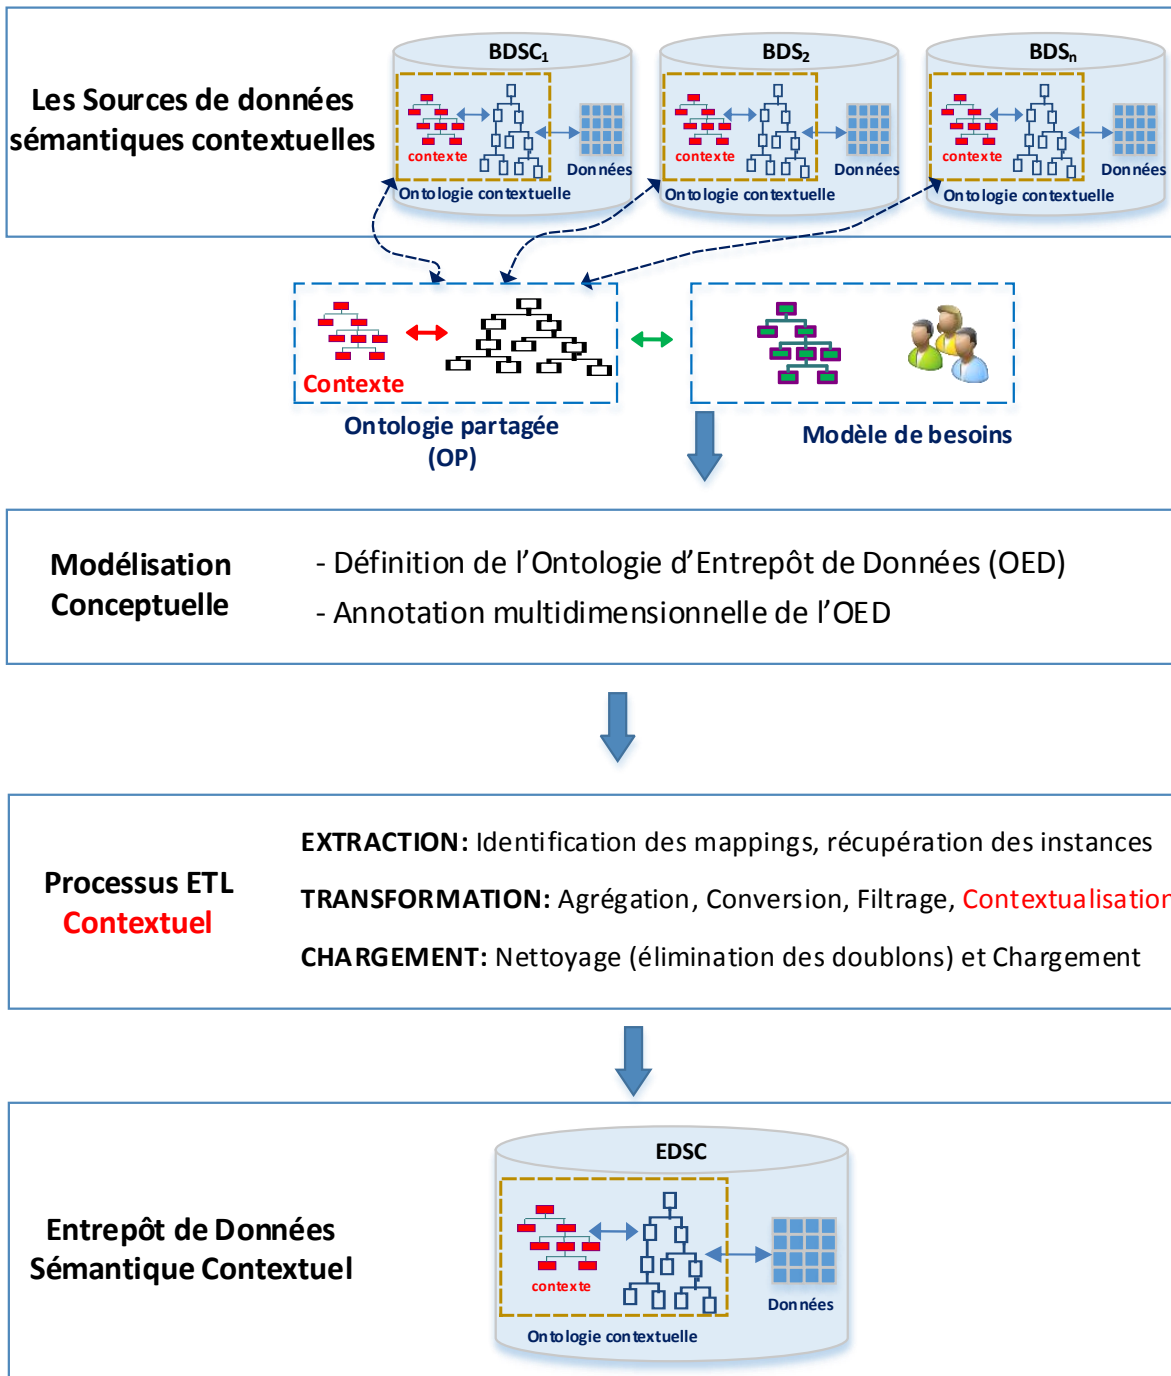 BDSC₁
BDS₂
BDSₙ
Les Sources de données
sémantiques contextuelles
contexte
Données
Ontologie contextuelle
contexte
Données
Ontologie contextuelle
contexte
Données
Ontologie contextuelle
Contexte
Ontologie partagée
(OP)
Modèle de besoins
Modélisation
Conceptuelle
- Définition de l’Ontologie d’Entrepôt de Données (OED)
- Annotation multidimensionnelle de l’OED
Processus ETL
Contextuel
EXTRACTION: Identification des mappings, récupération des instances
TRANSFORMATION: Agrégation, Conversion, Filtrage, Contextualisation
CHARGEMENT: Nettoyage (élimination des doublons) et Chargement
Entrepôt de Données
Sémantique Contextuel
EDSC
contexte
Données
Ontologie contextuelle